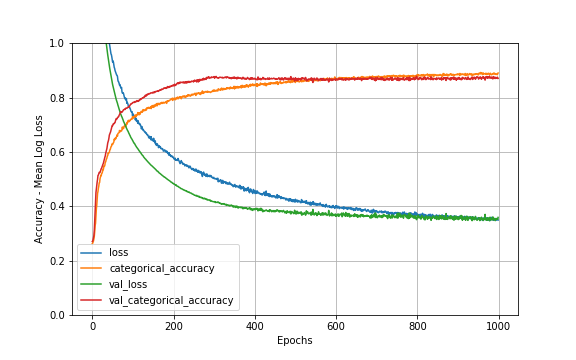 1.0
0.8
0.6
0.4
0.2
0.0
Accuracy - Mean Log Loss
loss
categorical_accuracy
val_loss
val_categorical_accuracy
0
200
400
600
800
1000
Epochs